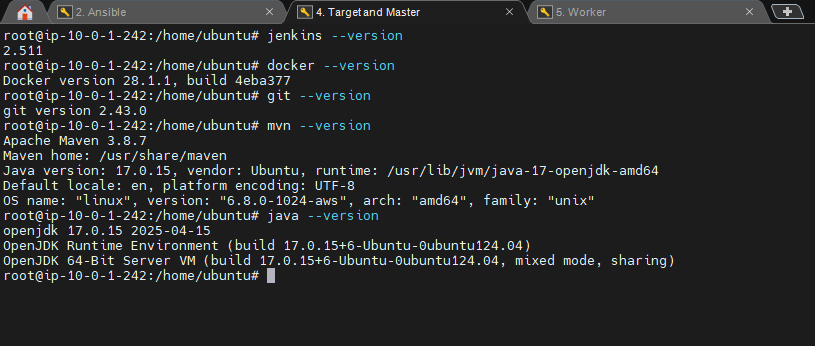 2. Ansible
4. Target and Master
5. Worker
root@ip-10-0-1-242:/home/ubuntu# jenkins --version
2.511
root@ip-10-0-1-242:/home/ubuntu# docker --version
Docker version 28.1.1, build 4eba377
root@ip-10-0-1-242:/home/ubuntu# git --version
git version 2.43.0
root@ip-10-0-1-242:/home/ubuntu# mvn --version
Apache Maven 3.8.7
Maven home: /usr/share/maven
Java version: 17.0.15, vendor: Ubuntu, runtime: /usr/lib/jvm/java-17-openjdk-amd64
Default locale: en, platform encoding: UTF-8
OS name: "linux", version: "6.8.0-1024-aws", arch: "amd64", family: "unix"
root@ip-10-0-1-242:/home/ubuntu# java --version
openjdk 17.0.15 2025-04-15
OpenJDK Runtime Environment (build 17.0.15+6-Ubuntu-0ubuntu124.04)
OpenJDK 64-Bit Server VM (build 17.0.15+6-Ubuntu-0ubuntu124.04, mixed mode, sharing)
root@ip-10-0-1-242:/home/ubuntu#